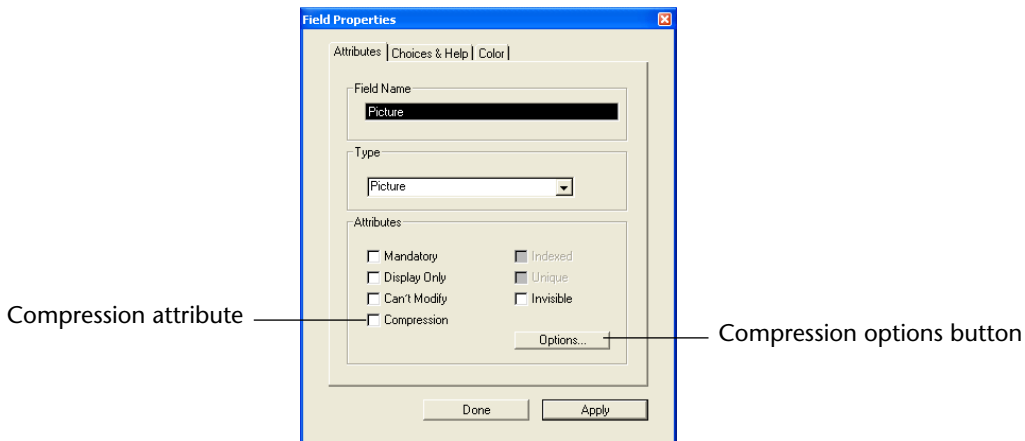 Field Properties
Attributes Choices & Help Color
Field Name
Picture
Type
Picture
Attributes
Mandatory Indexed
Display Only Unique
Can't Modify Invisible
Compression attribute Compression
Options... Compression options button
Done Apply